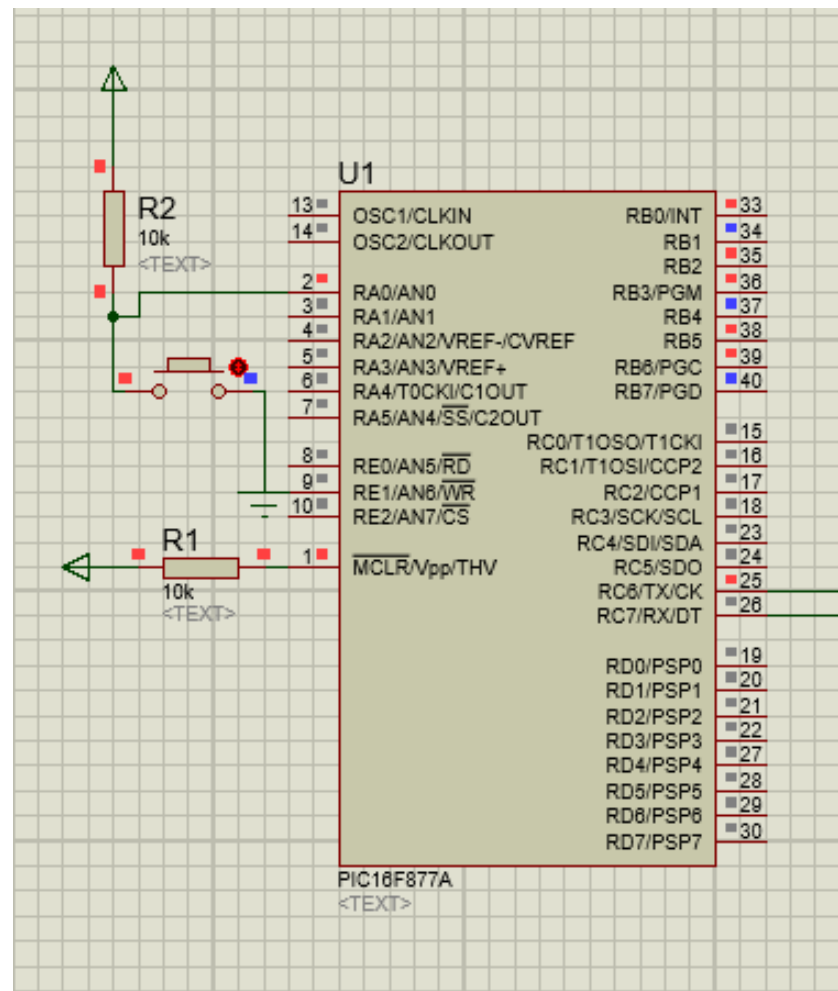 U1
R2
10k
<TEXT>
13 OSC1/CLKIN
14 OSC2/CLKOUT
2 RA0/AN0
3 RA1/AN1
4 RA2/AN2/VREF-/CVREF
5 RA3/AN3/VREF+
6 RA4/T0CKI/C1OUT
7 RA5/AN4/SS/C2OUT
8 RE0/AN5/RD
9 RE1/AN6/WR
10 RE2/AN7/CS
1 MCLR/Vpp/THV
R1
10k
<TEXT>
RB0/INT 33
RB1 34
RB2 35
RB3/PGM 36
RB4 37
RB5 38
RB6/PGC 39
RB7/PGD 40
RC0/T1OSO/T1CKI 15
RC1/T1OSI/CCP2 16
RC2/CCP1 17
RC3/SCK/SCL 18
RC4/SDI/SDA 23
RC5/SDO 24
RC6/TX/CK 25
RC7/RX/DT 26
RD0/PSP0 19
RD1/PSP1 20
RD2/PSP2 21
RD3/PSP3 22
RD4/PSP4 27
RD5/PSP5 28
RD6/PSP6 29
RD7/PSP7 30
PIC16F877A
<TEXT>